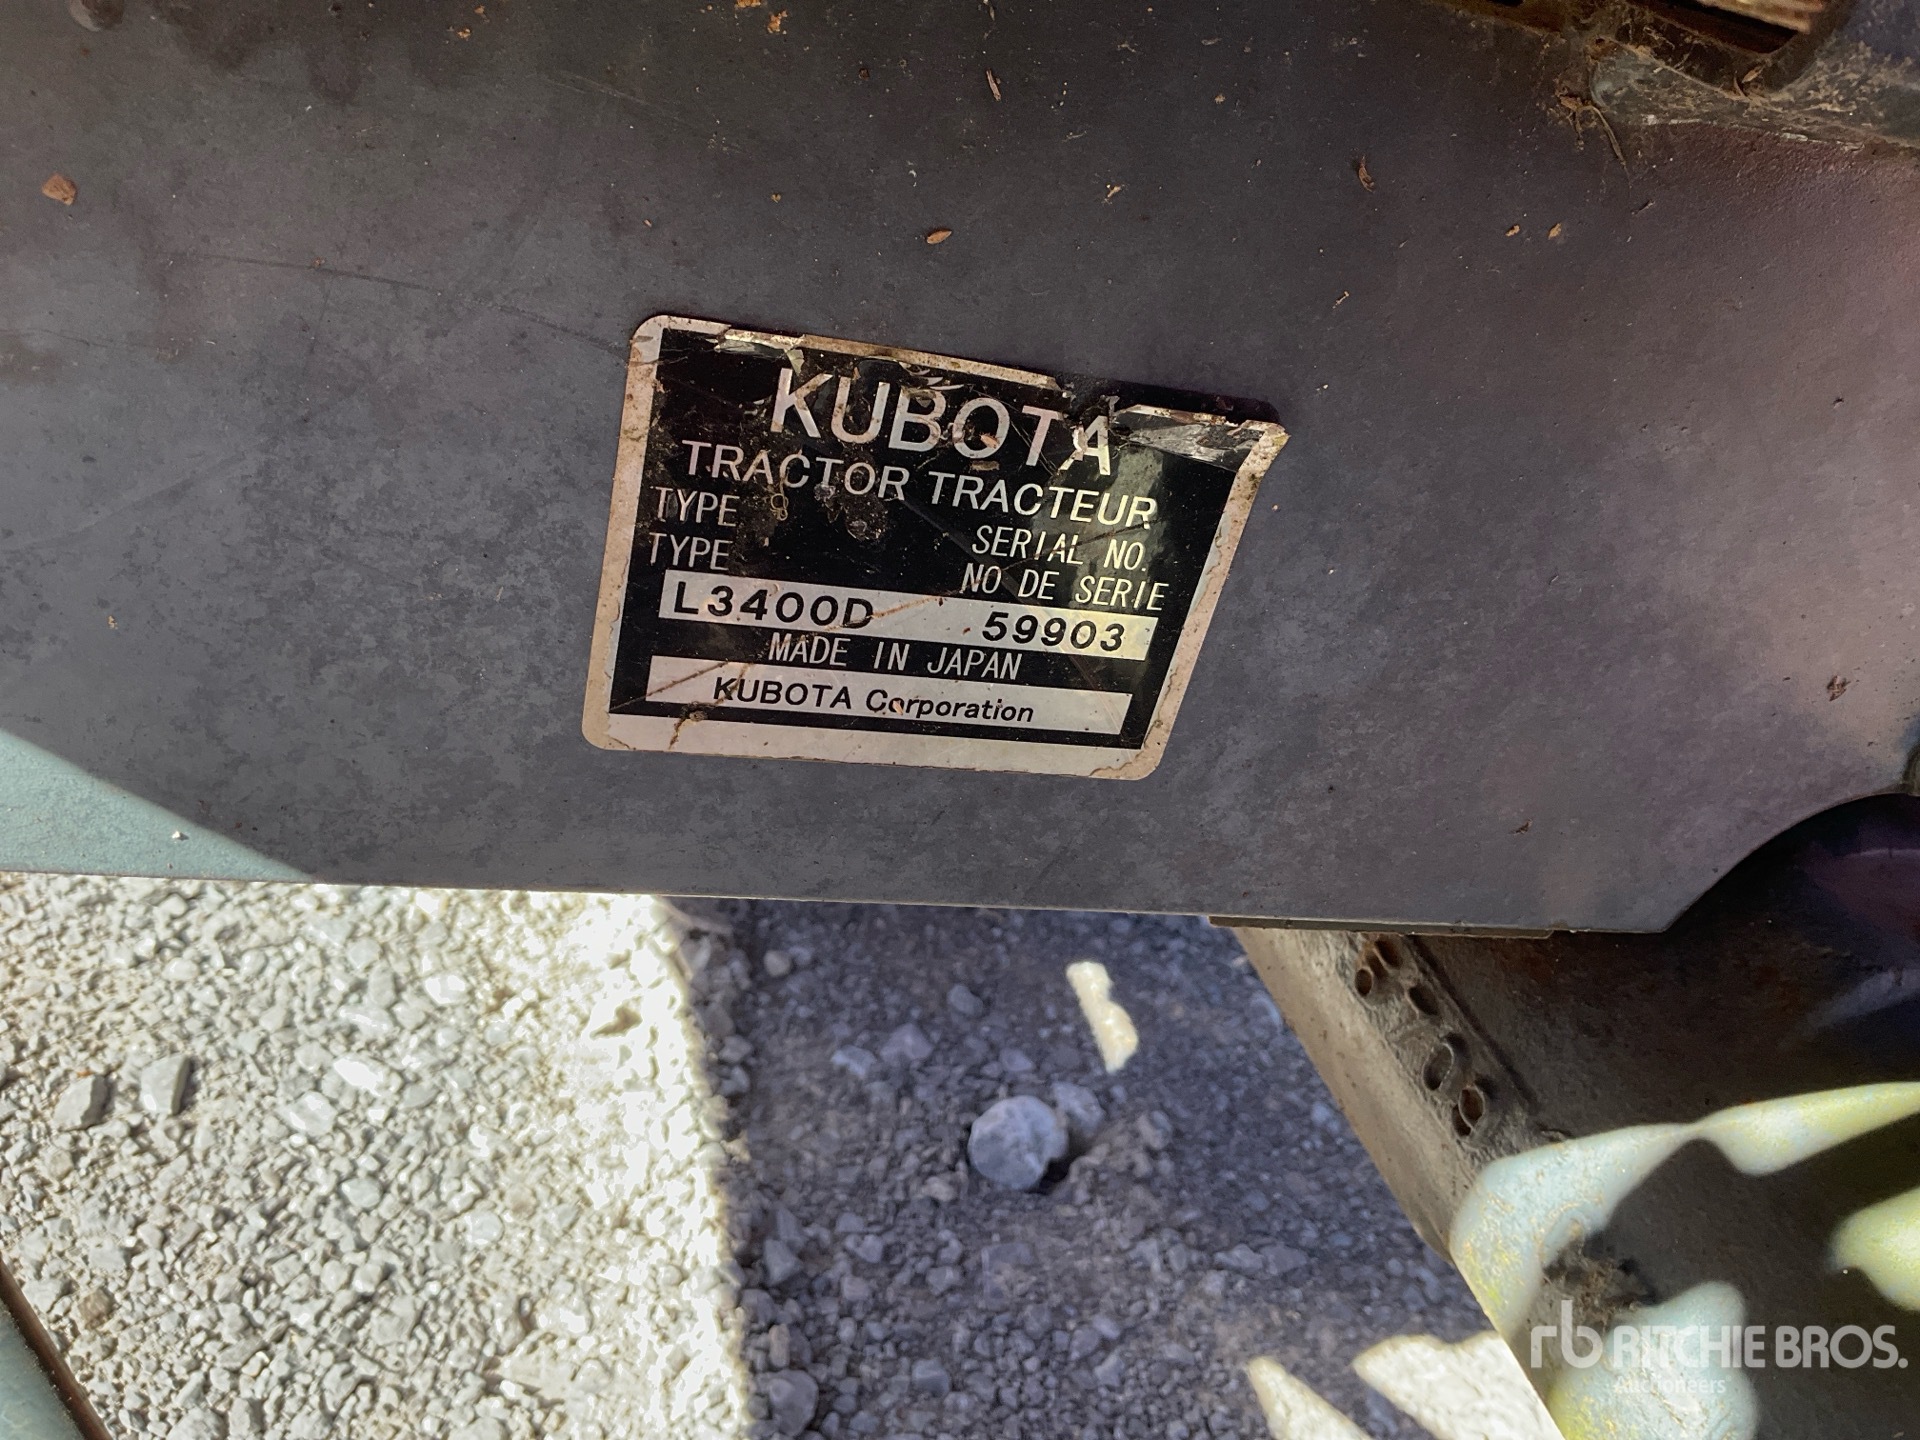 KUBOTA
TRACTOR TRACTEUR
TYPE SERIAL NO.
TYPE NO DE SERIE
L3400D 59903
MADE IN JAPAN
KUBOTA Corporation
rb RITCHIE BROS.
Auctioneers